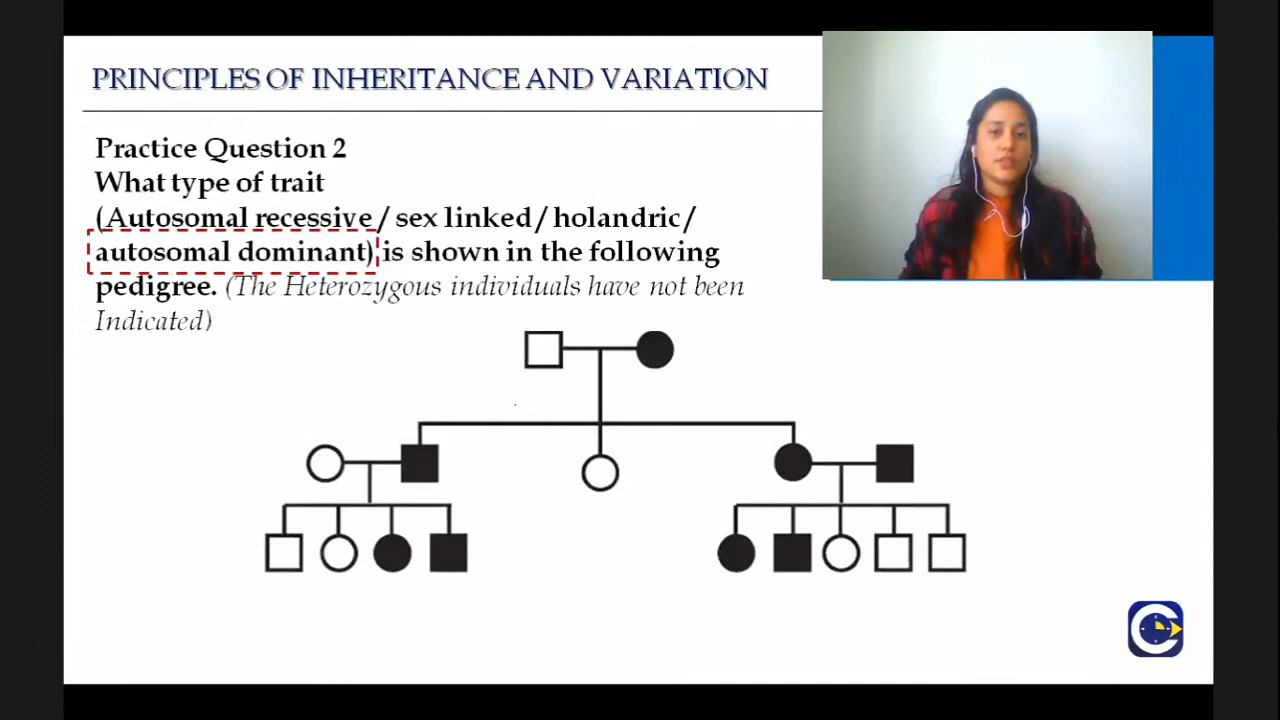 PRINCIPLES OF INHERITANCE AND VARIATION
Practice Question 2
What type of trait
(Autosomal recessive/ sex linked/ holandric/
autosomal dominant) is shown in the following
pedigree. (The Heterozygous individuals have not been
Indicated)